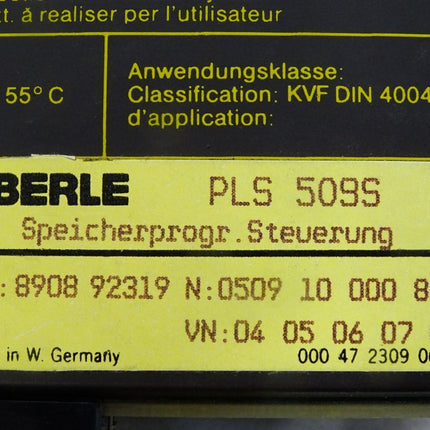 tt. à realiser per l'utilisateur
55° C
Anwendungsklasse:
Classification: KVF DIN 4004
d'application:
BERLE PLS 509S
Speicherprogr.Steuerung
: 8908 92319 N:0509 10 000 8
VN:04 05 06 07
in W. Germany 000 47 2309 0